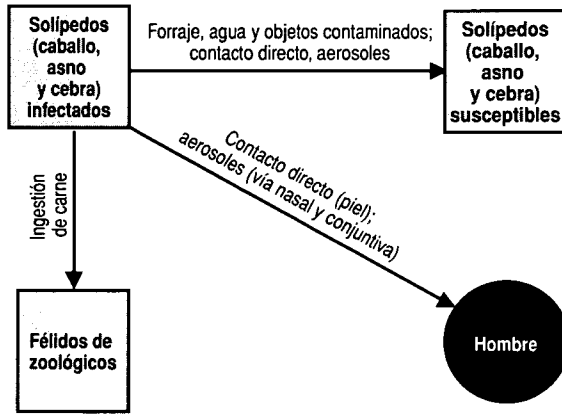 Solípedos
(caballo,
asno
y cebra)
infectados
Forraje, agua y objetos contaminados;
contacto directo, aerosoles
Solípedos
(caballo,
asno
y cebra)
susceptibles
Contacto directo (piel);
aerosoles (vía nasal y conjuntiva)
Ingestión
de carne
Félidos de
zoológicos
Hombre